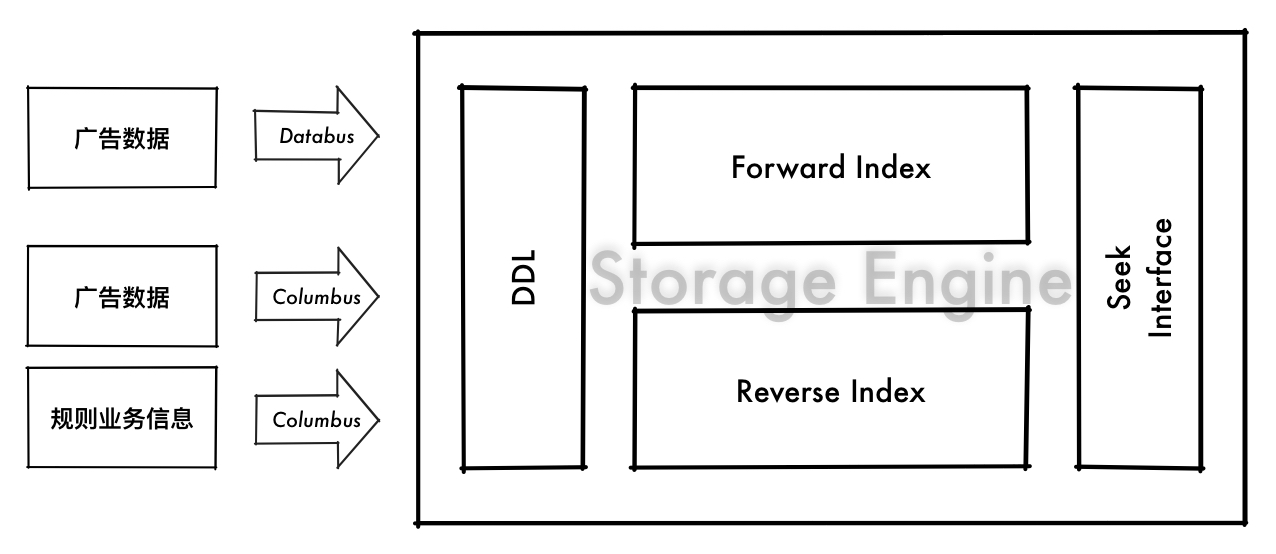 广告数据
Databus
广告数据
Columbus
规则业务信息
Columbus
DDL
Forward Index
Storage Engine
Reverse Index
Seek
Interface